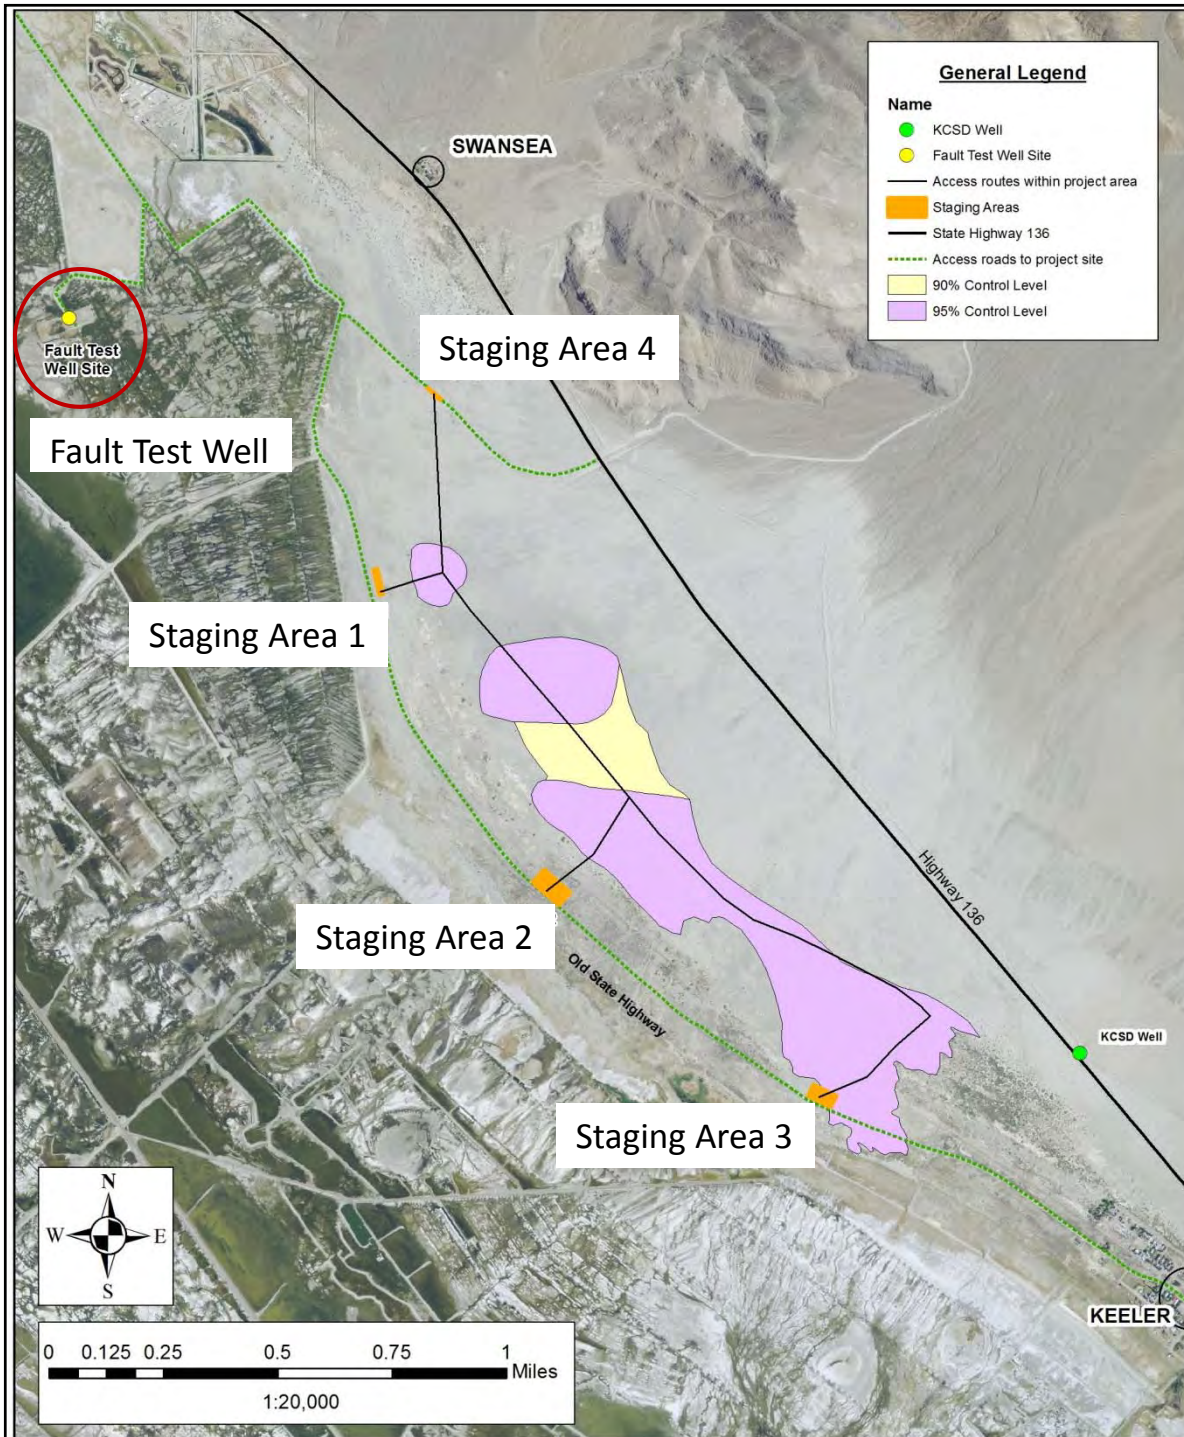 General Legend
Name
KCSD Well
Fault Test Well Site
Access routes within project area
Staging Areas
State Highway 136
Access roads to project site
90% Control Level
95% Control Level
SWANSEA
Staging Area 4
Fault Test
Well Site
Fault Test Well
Staging Area 1
Staging Area 2
Highway 136
Old State Highway
KCSD Well
Staging Area 3
KEELER
N
W E
S
0 0.125 0.25 0.5 0.75 1
Miles
1:20,000